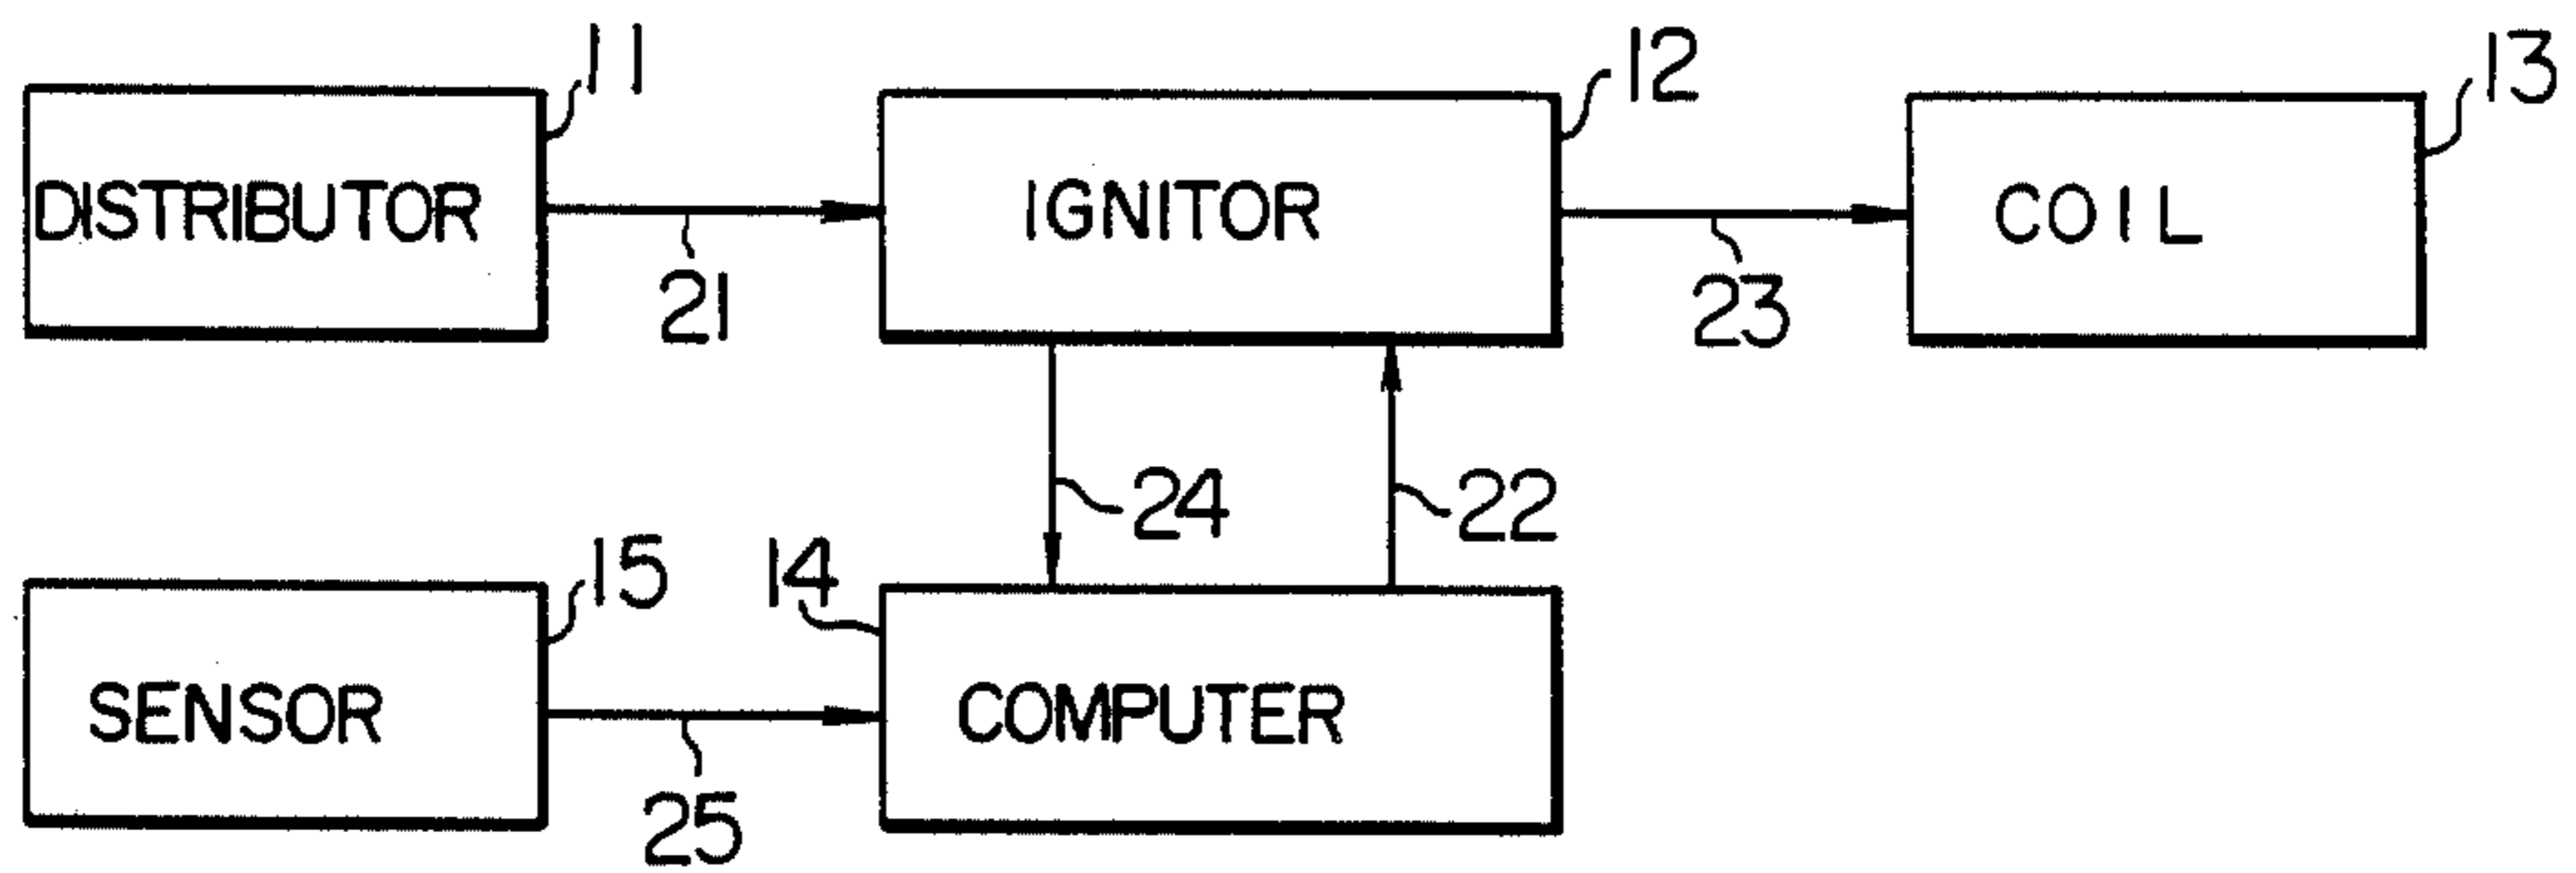 11
12
13
DISTRIBUTOR
IGNITOR
COIL
21
23
24
22
15
14
SENSOR
COMPUTER
25